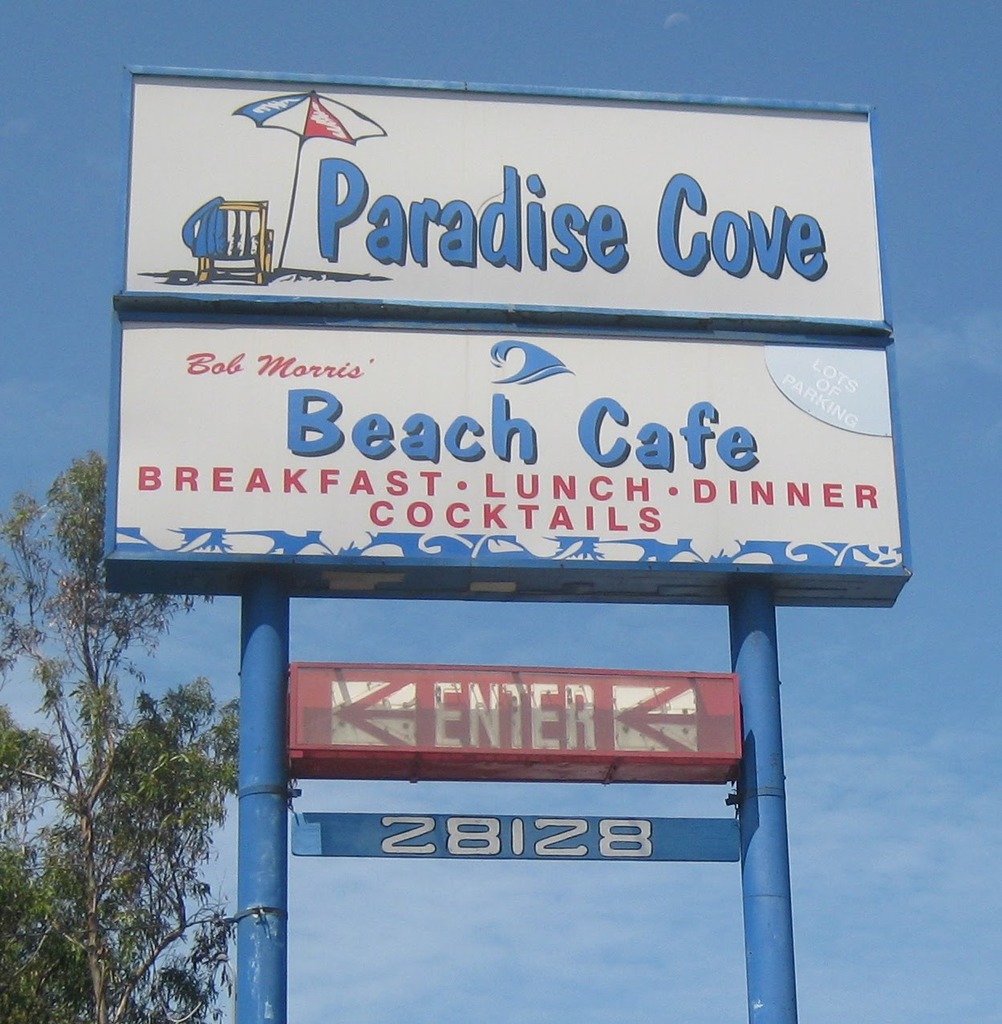 Paradise Cove
Bob Morris'
Beach Cafe
LOTS
OF
PARKING
BREAKFAST • LUNCH • DINNER
COCKTAILS
ENTER
28128